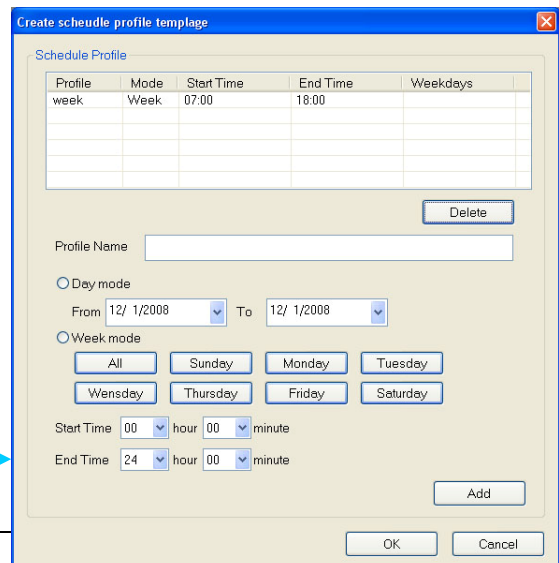 Create scheudle profile templage
Schedule Profile
Profile Mode Start Time End Time Weekdays
week Week 07:00 18:00
Delete
Profile Name
Day mode
From 12/ 1/2008 To 12/ 1/2008
Week mode
All Sunday Monday Tuesday
Wensday Thursday Friday Saturday
Start Time 00 hour 00 minute
End Time 24 hour 00 minute
Add
OK Cancel